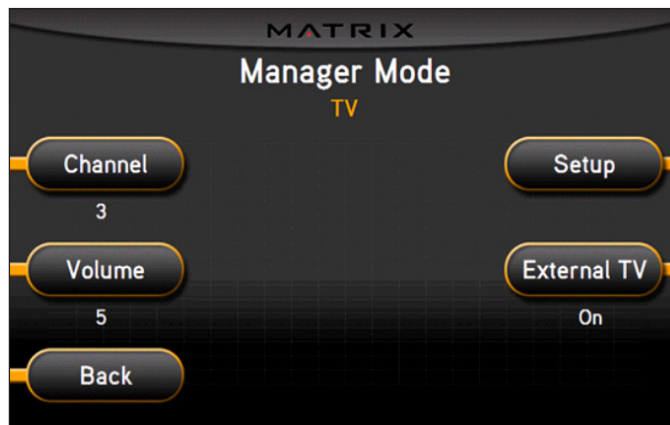 MATRIX
Manager Mode
TV
Channel
3
Setup
Volume
5
External TV
On
Back